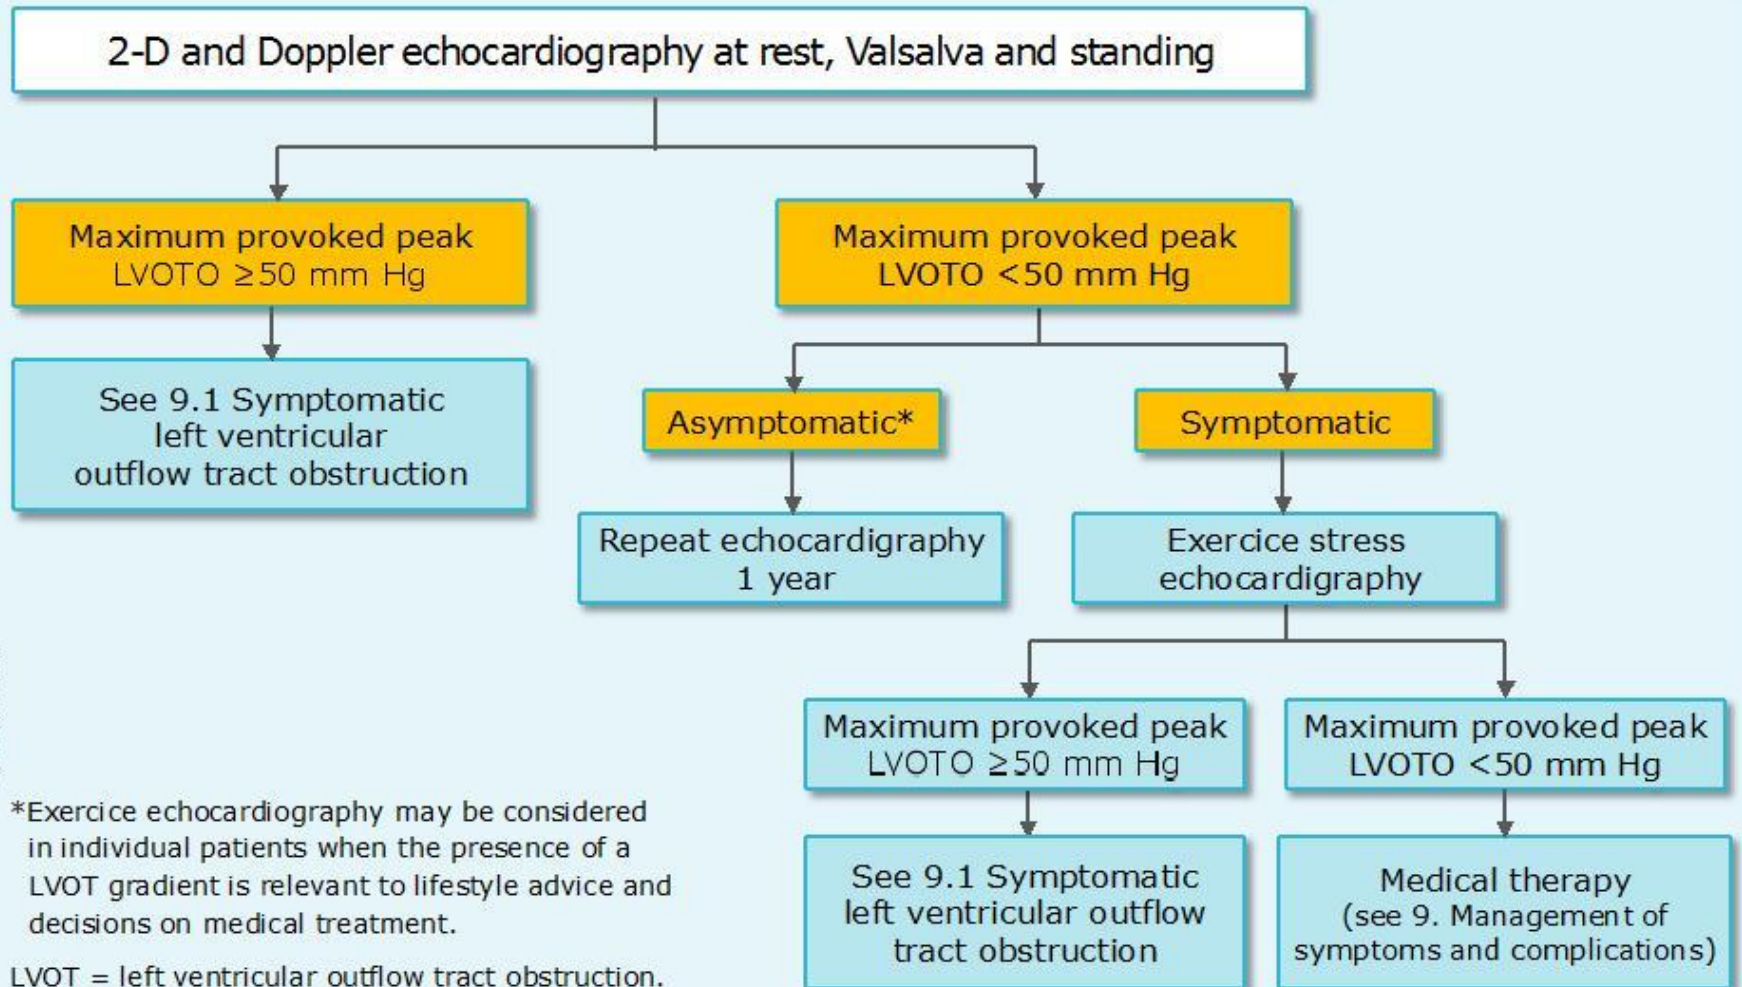 2-D and Doppler echocardiography at rest, Valsalva and standing
Maximum provoked peak
LVOTO ≥50 mm Hg
Maximum provoked peak
LVOTO <50 mm Hg
See 9.1 Symptomatic
left ventricular
outflow tract obstruction
Asymptomatic*
Symptomatic
Repeat echocardigraphy
1 year
Exercice stress
echocardigraphy
Maximum provoked peak
LVOTO ≥50 mm Hg
Maximum provoked peak
LVOTO <50 mm Hg
See 9.1 Symptomatic
left ventricular outflow
tract obstruction
Medical therapy
(see 9. Management of
symptoms and complications)
*Exercice echocardiography may be considered
in individual patients when the presence of a
LVOT gradient is relevant to lifestyle advice and
decisions on medical treatment.
LVOT = left ventricular outflow tract obstruction.